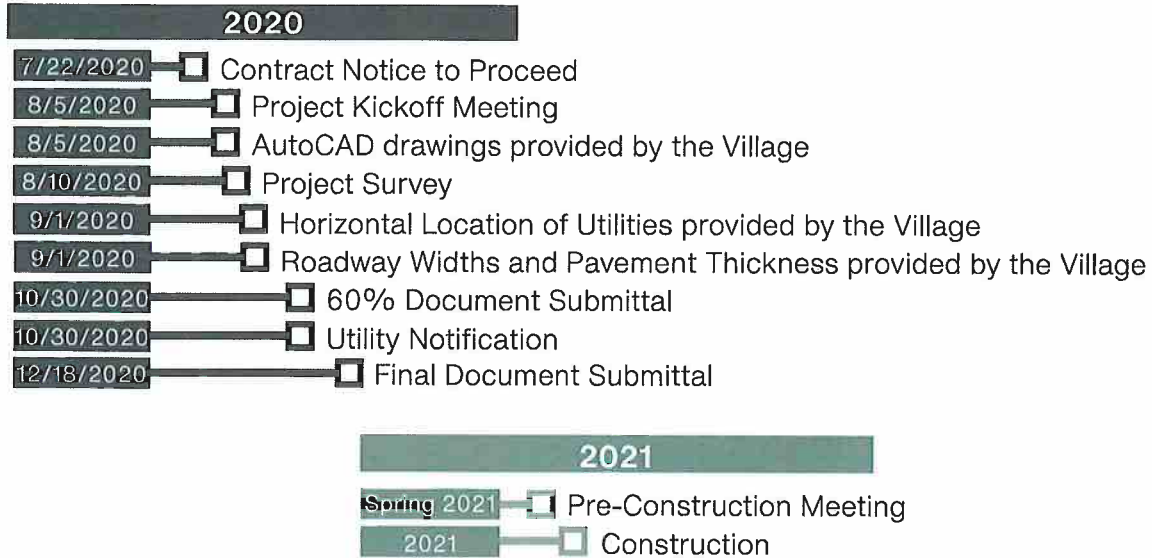 2020
7/22/2020 Contract Notice to Proceed
8/5/2020 Project Kickoff Meeting
8/5/2020 AutoCAD drawings provided by the Village
8/10/2020 Project Survey
9/1/2020 Horizontal Location of Utilities provided by the Village
9/1/2020 Roadway Widths and Pavement Thickness provided by the Village
10/30/2020 60% Document Submittal
10/30/2020 Utility Notification
12/18/2020 Final Document Submittal
2021
Spring 2021 Pre-Construction Meeting
2021 Construction